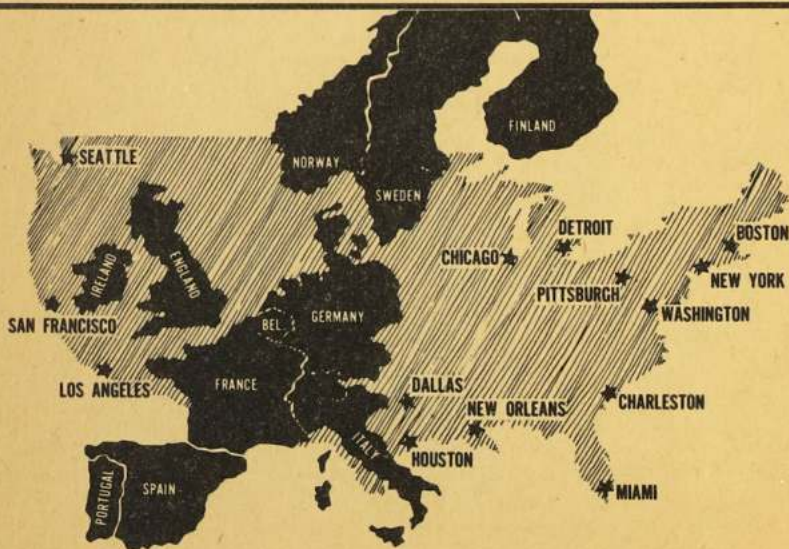 FINLAND
SEATTLE
NORWAY
SWEDEN
BOSTON
DETROIT
CHICAGO
IRELAND
ENGLAND
NEW YORK
PITTSBURGH
BEL.
GERMANY
WASHINGTON
SAN FRANCISCO
LOS ANGELES
FRANCE
DALLAS
CHARLESTON
NEW ORLEANS
ITALY
HOUSTON
PORTUGAL
SPAIN
MIAMI